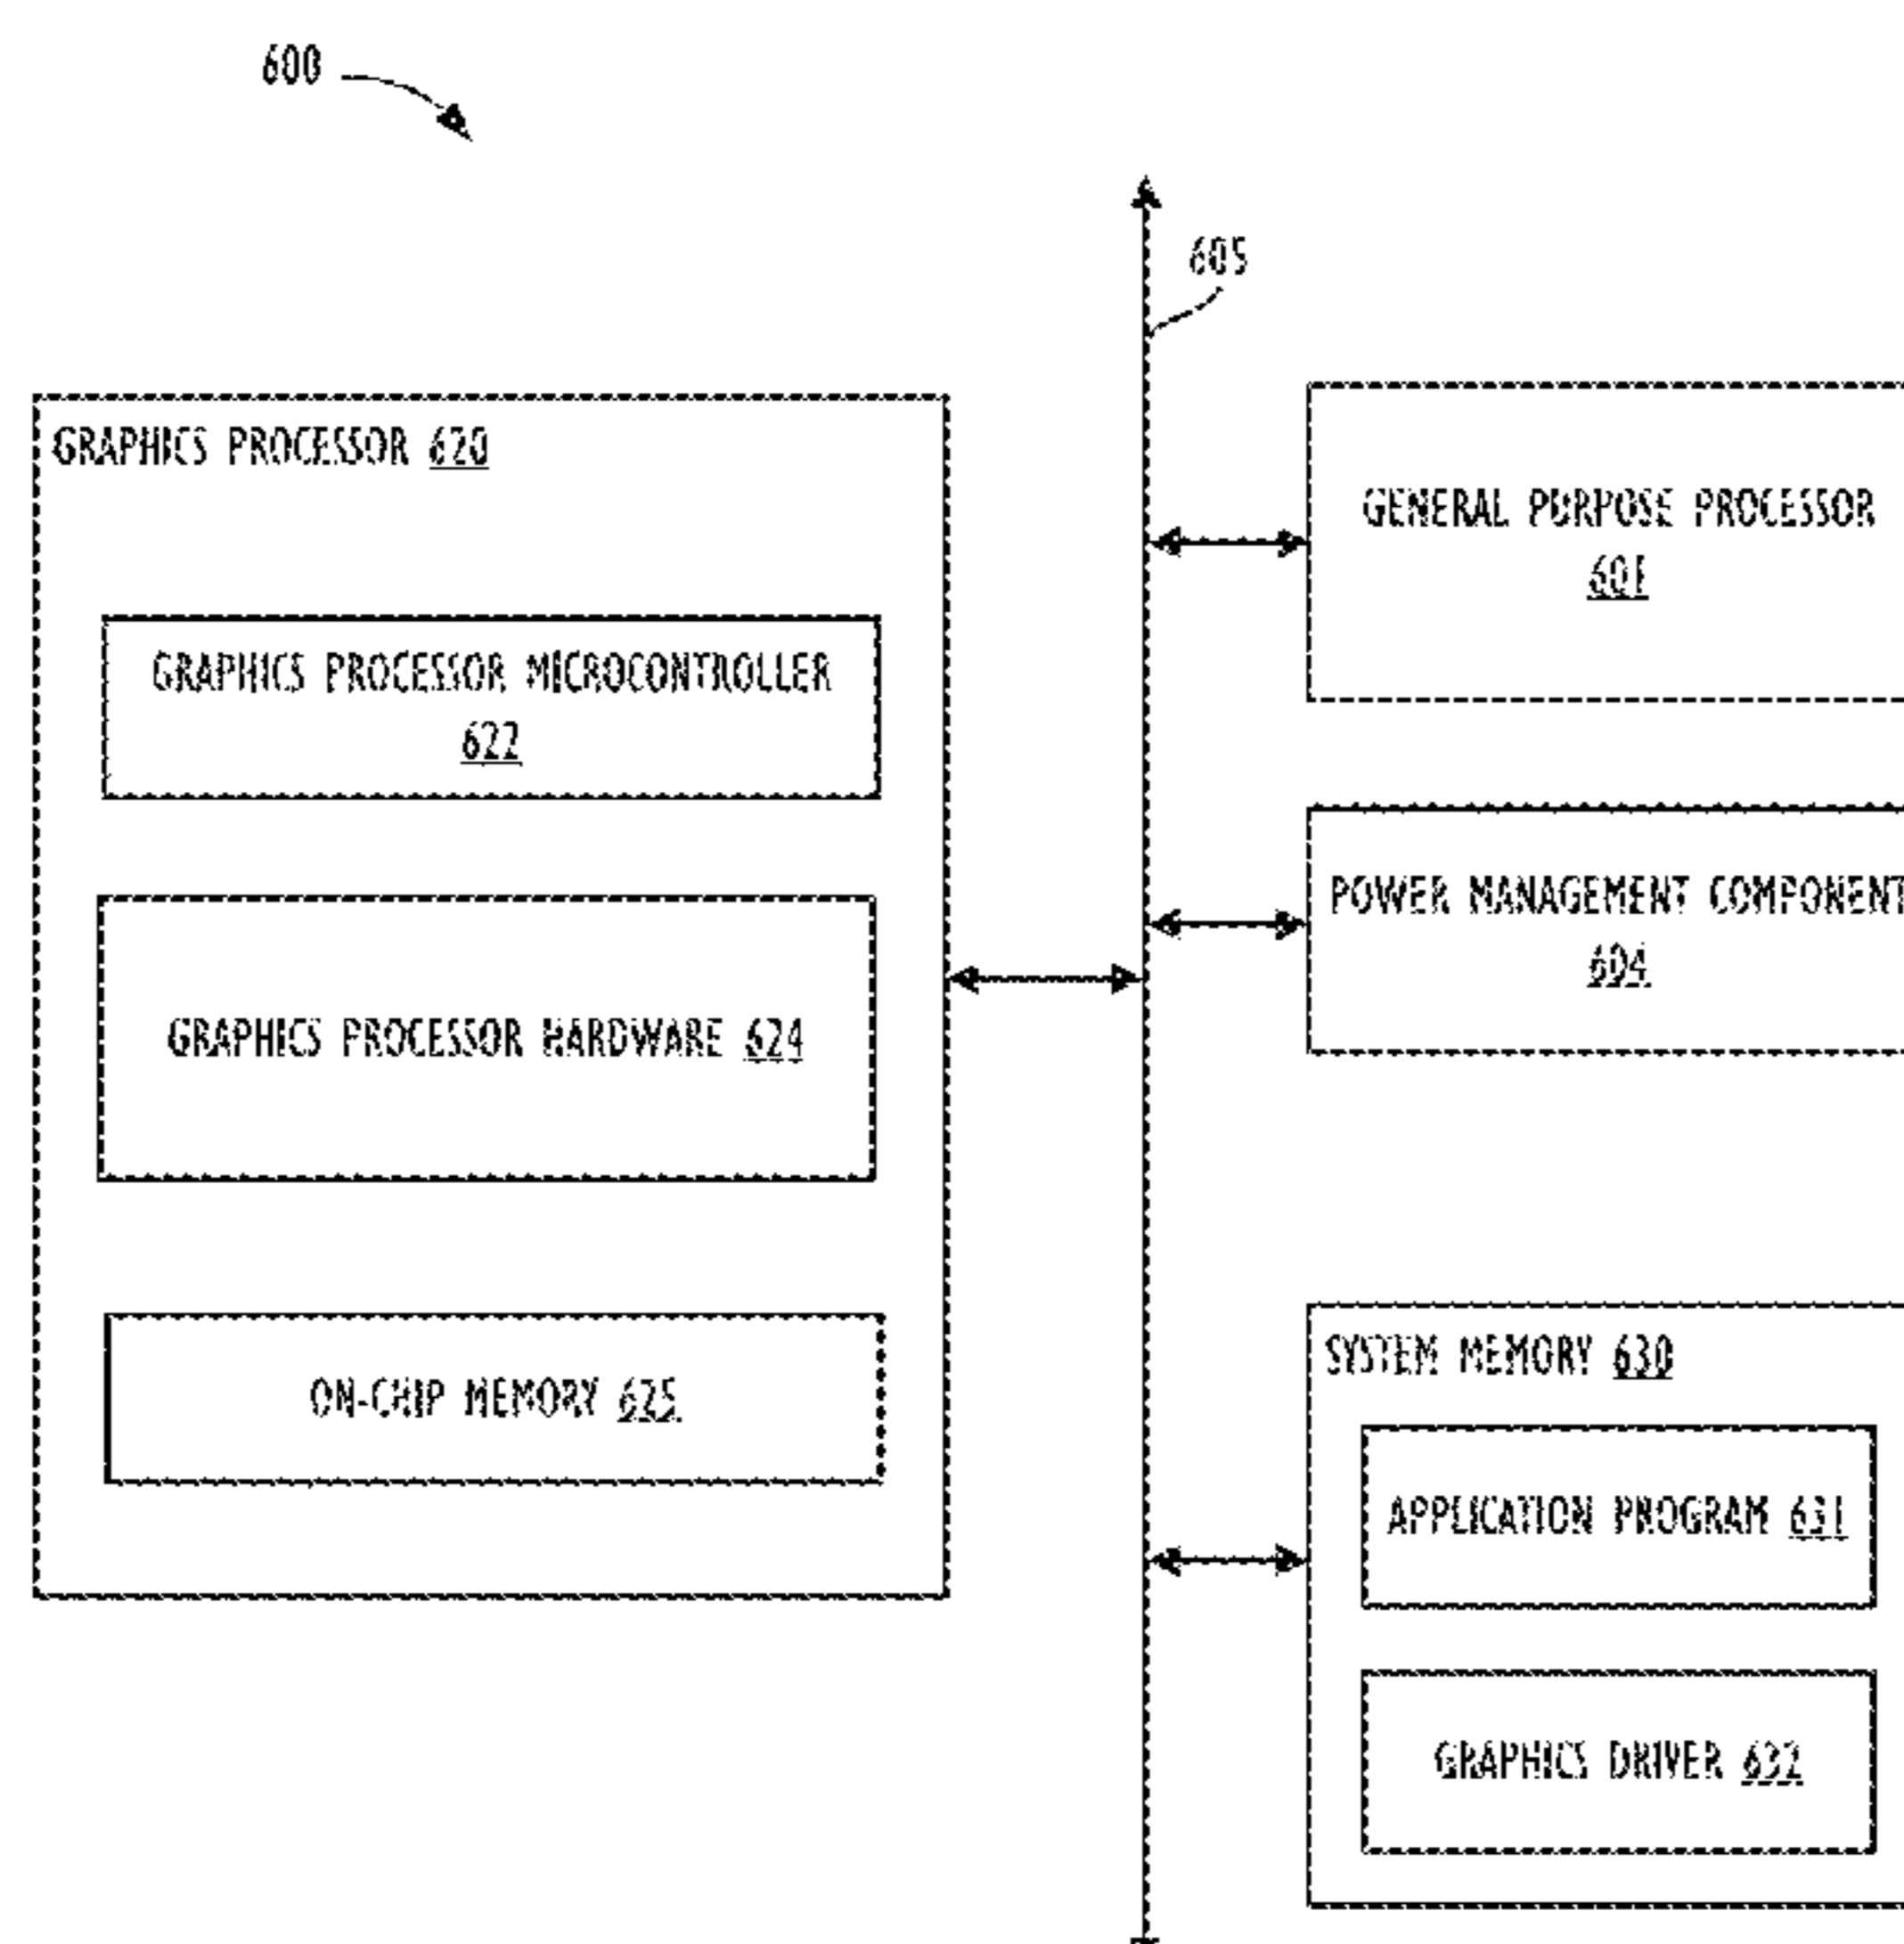 600
605
GRAPHICS PROCESSOR 620
GRAPHICS PROCESSOR MICROCONTROLLER
622
GRAPHICS PROCESSOR HARDWARE 624
ON-CHIP MEMORY 625
GENERAL PURPOSE PROCESSOR
601
POWER MANAGEMENT COMPONENT
604
SYSTEM MEMORY 630
APPLICATION PROGRAM 631
GRAPHICS DRIVER 632